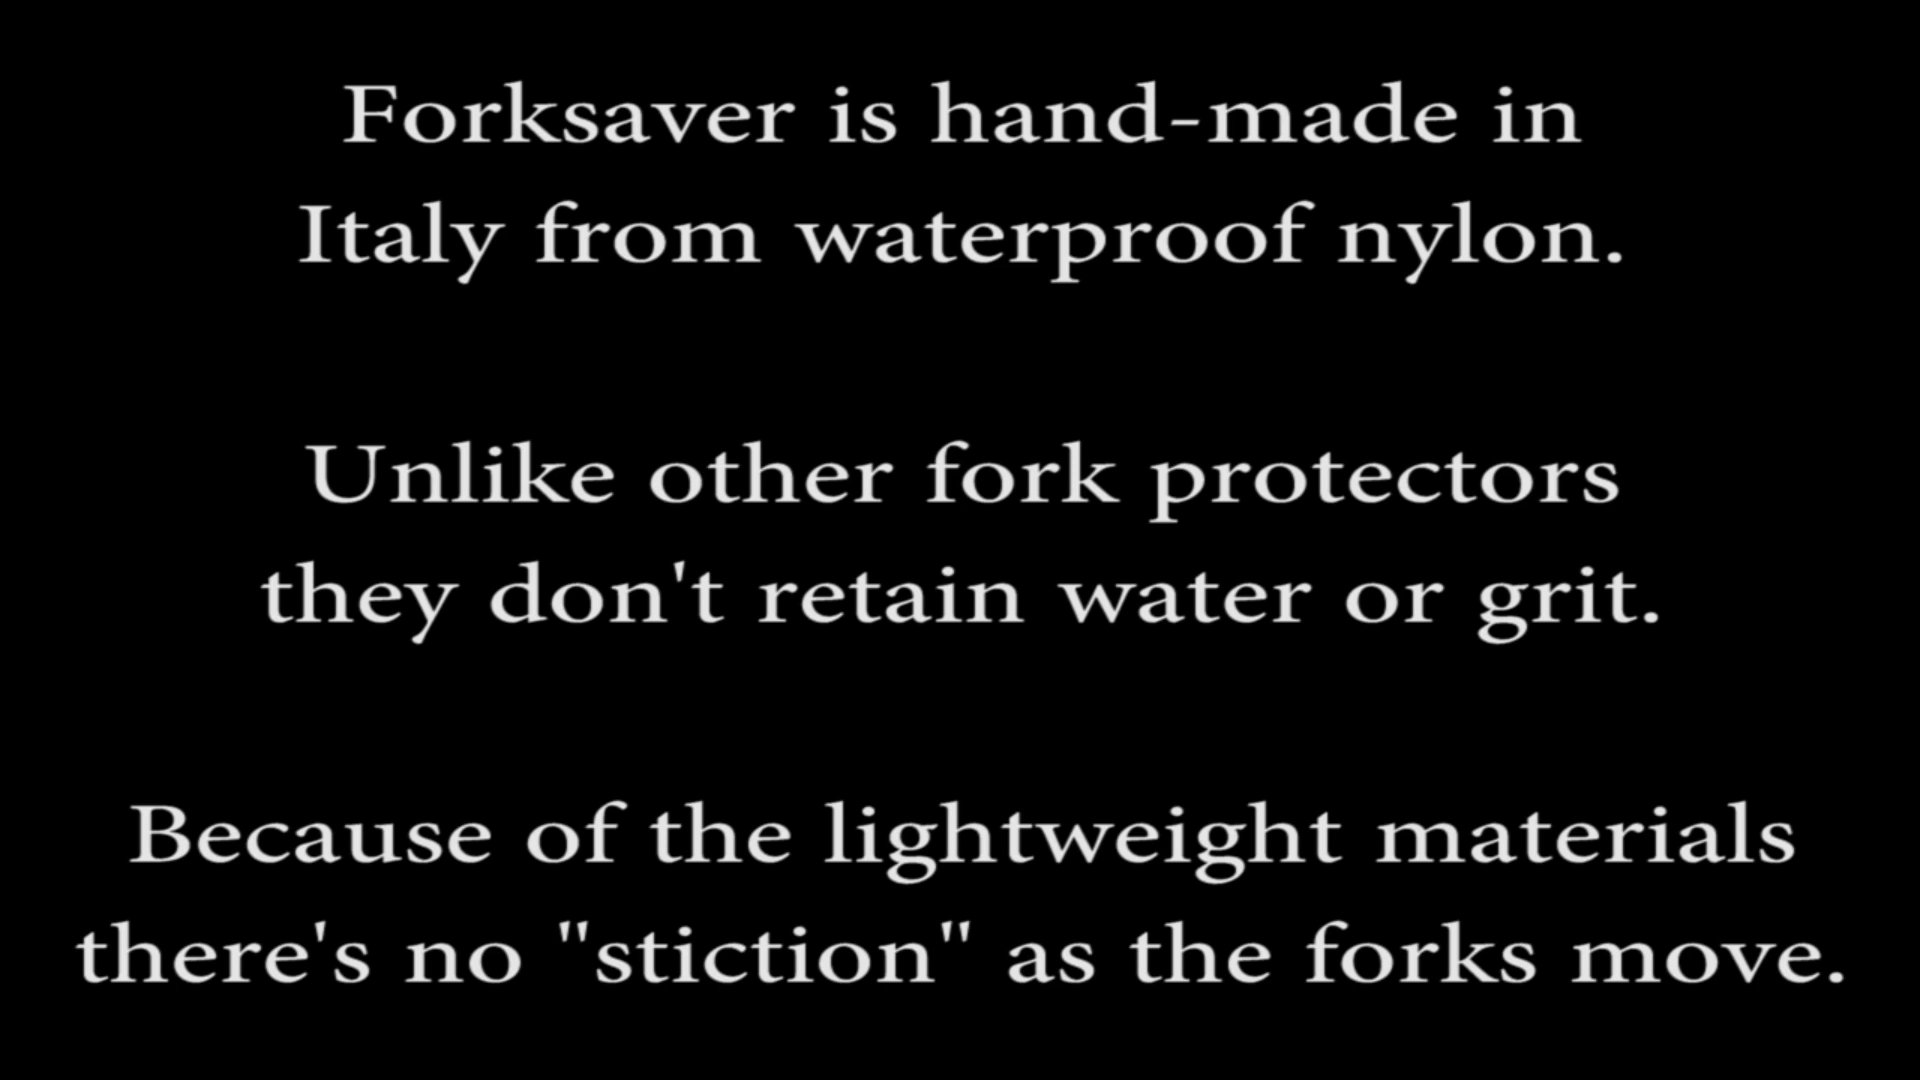 Forksaver is hand-made in
Italy from waterproof nylon.
Unlike other fork protectors
they don't retain water or grit.
Because of the lightweight materials
there's no "stiction" as the forks move.